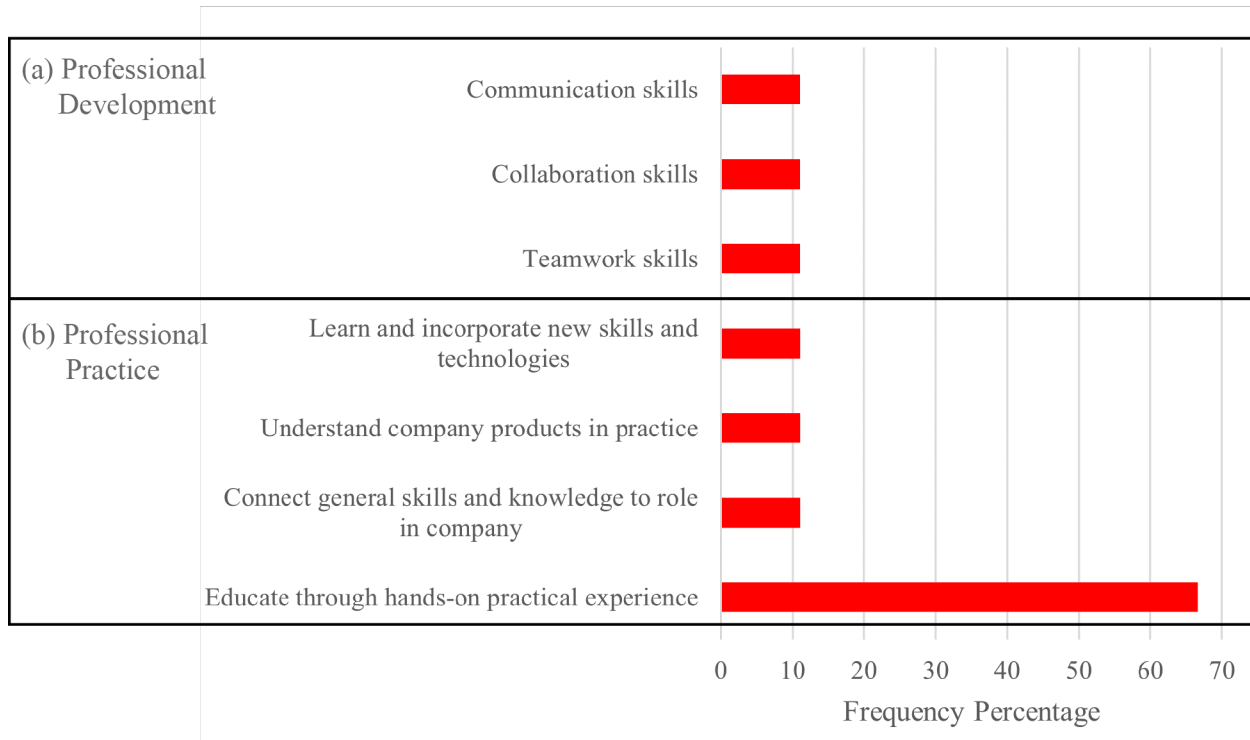 (a) Professional
Development
Communication skills
Collaboration skills
Teamwork skills
(b) Professional
Practice
Learn and incorporate new skills and
technologies
Understand company products in practice
Connect general skills and knowledge to role
in company
Educate through hands-on practical experience
0 10 20 30 40 50 60 70
Frequency Percentage